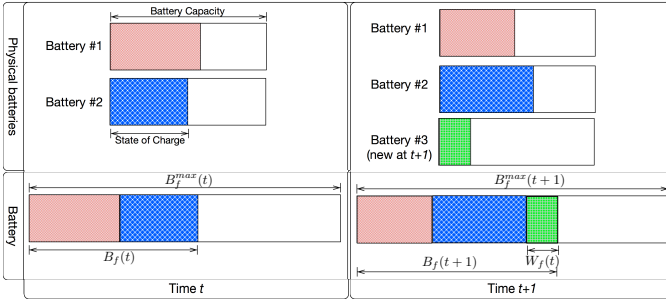 Physical batteries
Battery Capacity
Battery #1
Battery #2
State of Charge
Battery #1
Battery #2
Battery #3
(new at t+1)
Battery
B_f^{max}(t)
B_f(t)
B_f^{max}(t+1)
B_f(t+1)
W_f(t)
Time t
Time t+1